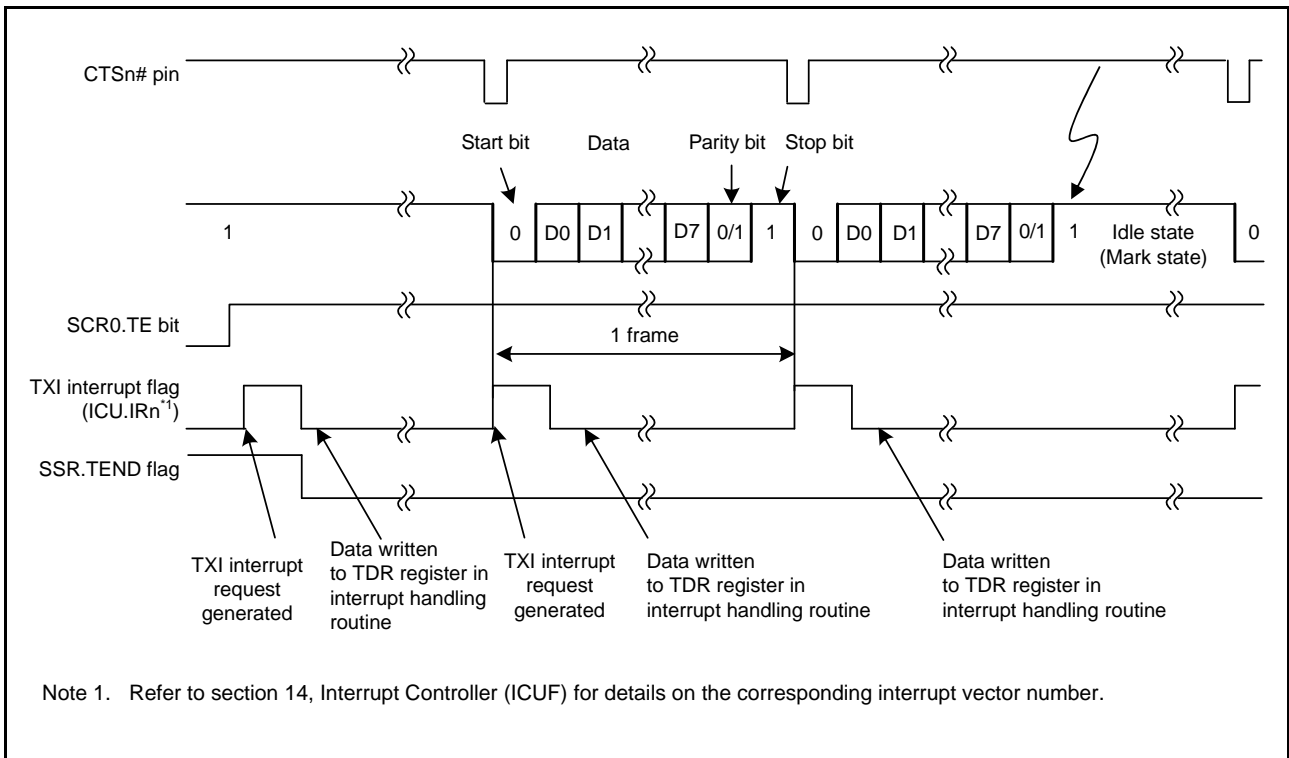 CTSn# pin
Start bit
Data
Parity bit
Stop bit
1
0
D0
D1
D7
0/1
1
0
D0
D1
D7
0/1
1
Idle state
(Mark state)
0
SCR0.TE bit
1 frame
TXI interrupt flag
(ICU.IRn*1)
SSR.TEND flag
TXI interrupt
request
generated
Data written
to TDR register in
interrupt handling
routine
TXI interrupt
request
generated
Data written
to TDR register in
interrupt handling routine
Data written
to TDR register in
interrupt handling routine
Note 1. Refer to section 14, Interrupt Controller (ICUF) for details on the corresponding interrupt vector number.